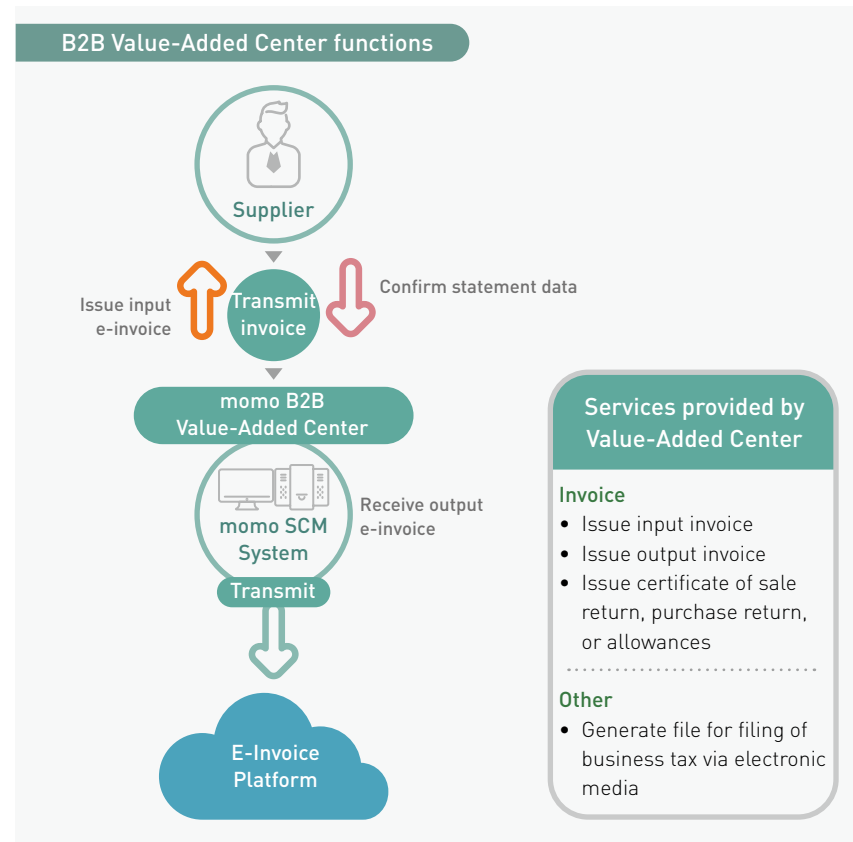 B2B Value-Added Center functions
Supplier
Issue input
e-invoice
Transmit
invoice
Confirm statement data
momo B2B
Value-Added Center
momo SCM
System
Receive output
e-invoice
Transmit
E-Invoice
Platform
Services provided by
Value-Added Center
Invoice
• Issue input invoice
• Issue output invoice
• Issue certificate of sale
return, purchase return,
or allowances
Other
• Generate file for filing of
business tax via electronic
media